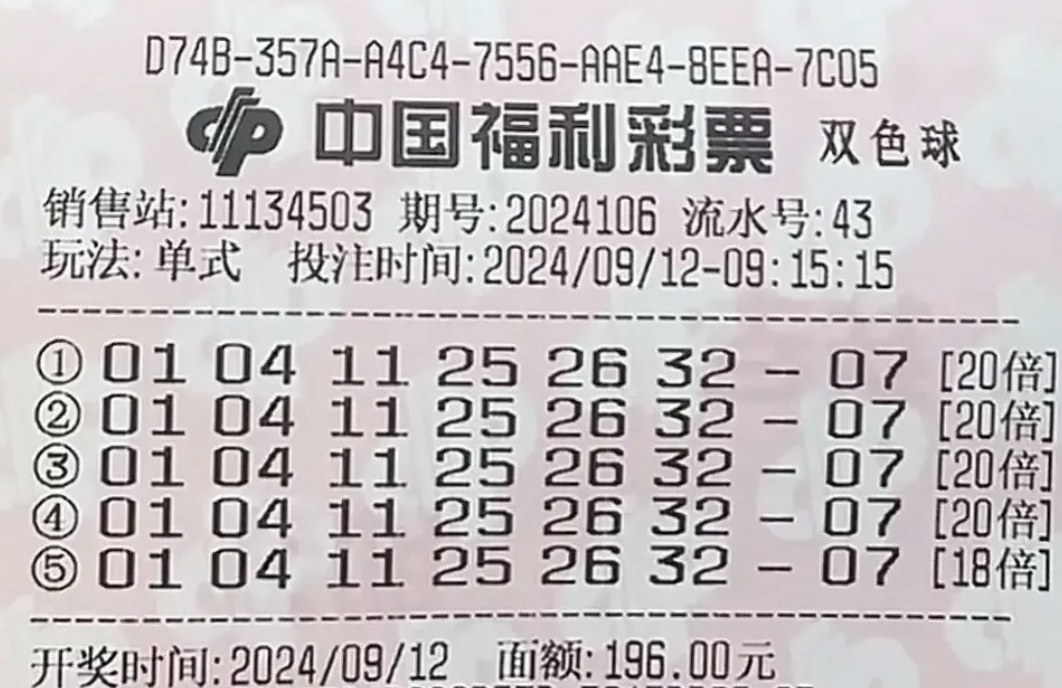 D74B-357A-A4C4-7556-AAE4-8EEA-7C05
中国福利彩票 双色球
销售站:11134503 期号:2024106 流水号:43
玩法:单式 投注时间:2024/09/12-09:15:15
① 01 04 11 25 26 32 - 07 [20倍]
② 01 04 11 25 26 32 - 07 [20倍]
③ 01 04 11 25 26 32 - 07 [20倍]
④ 01 04 11 25 26 32 - 07 [20倍]
⑤ 01 04 11 25 26 32 - 07 [18倍]
开奖时间:2024/09/12 面额:196.00元